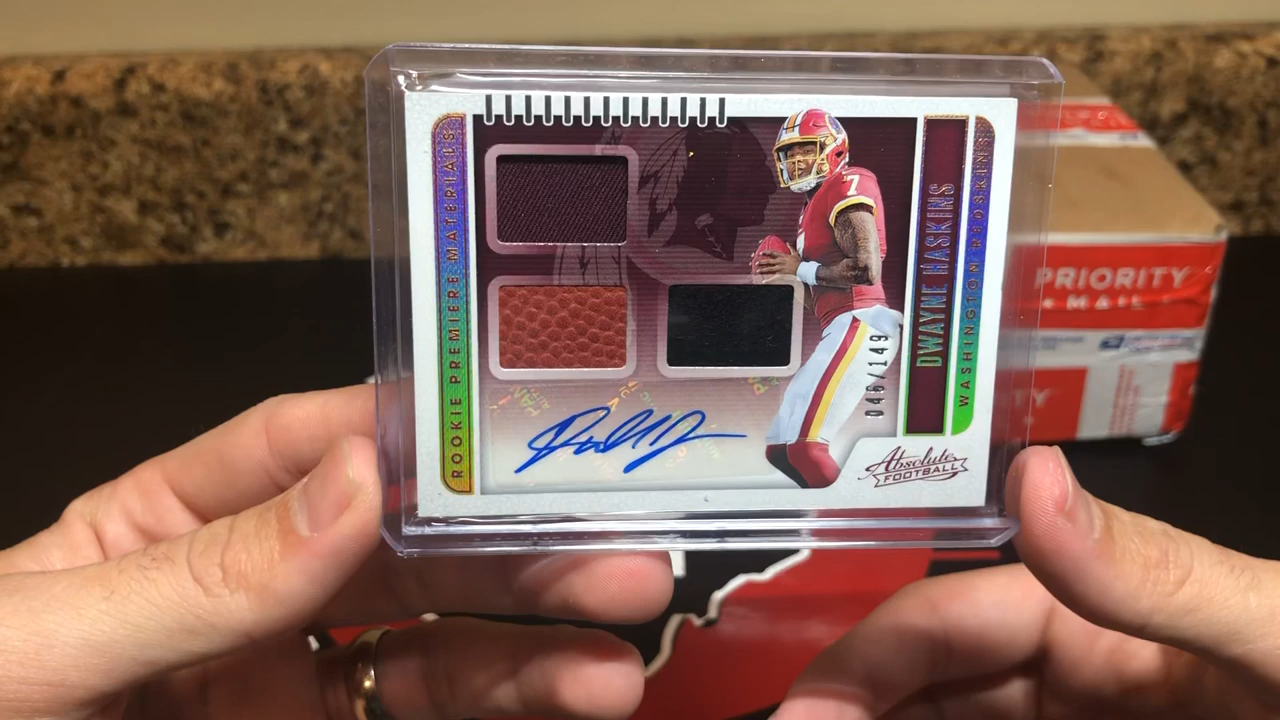 ROOKIE PREMIERE MATERIALS
7
046/149
DWAYNE HASKINS
WASHINGTON REDSKINS
Absolute
FOOTBALL
PRIORITY
MAIL